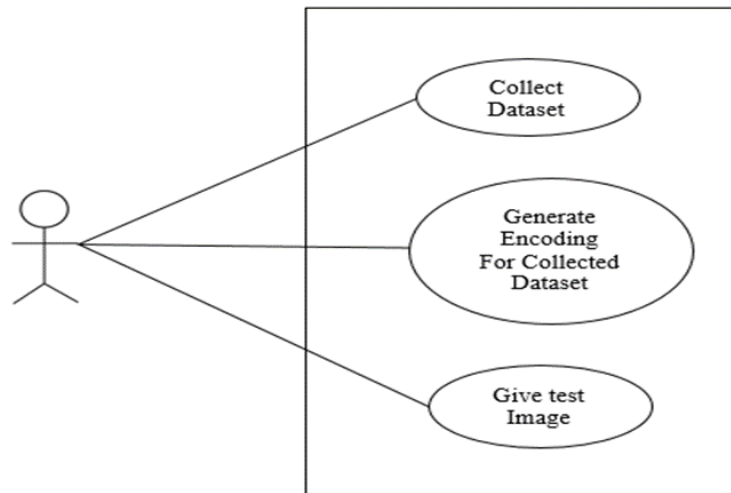 Collect
Dataset
Generate
Encoding
For Collected
Dataset
Give test
Image